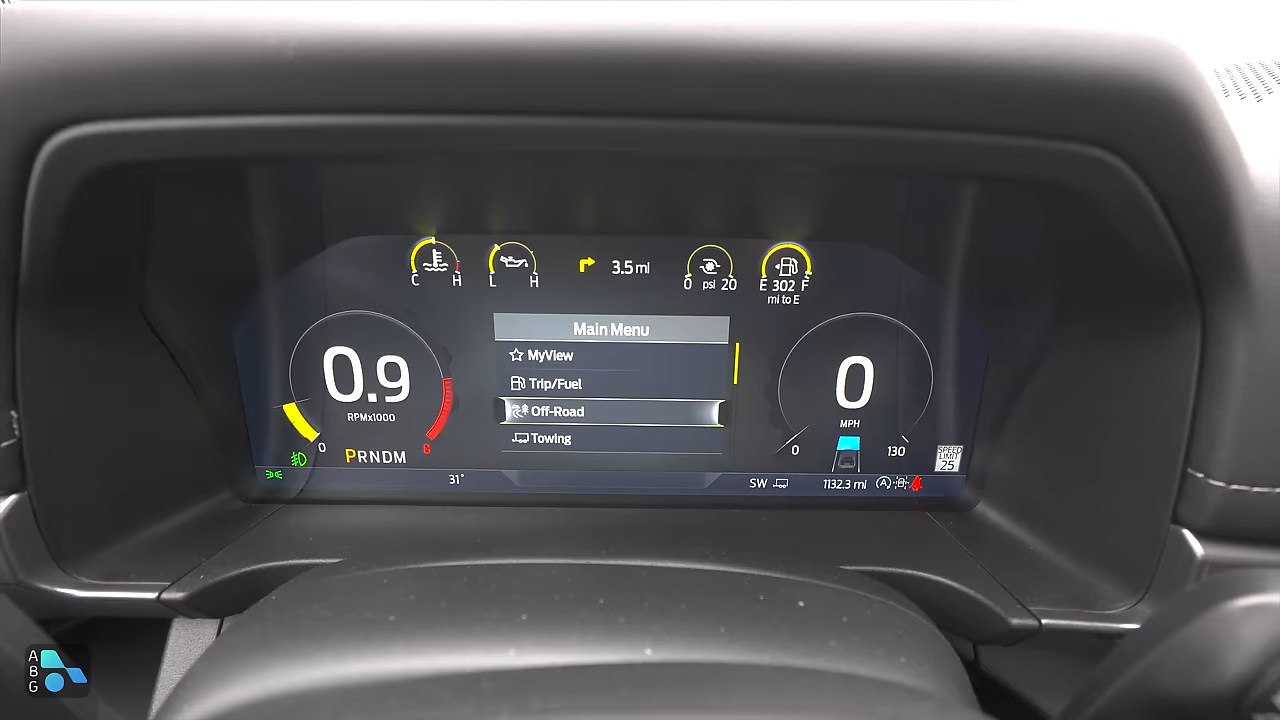 3.5 mi
C H
L H
0 psi 20
E 302 F
mi to E
Main Menu
MyView
Trip/Fuel
Off-Road
Towing
0.9
RPMx1000
0 8
PRNDM
0
MPH
0 130
SPEED
LIMIT
25
31°
SW
1132.3 mi
A
A
B
G